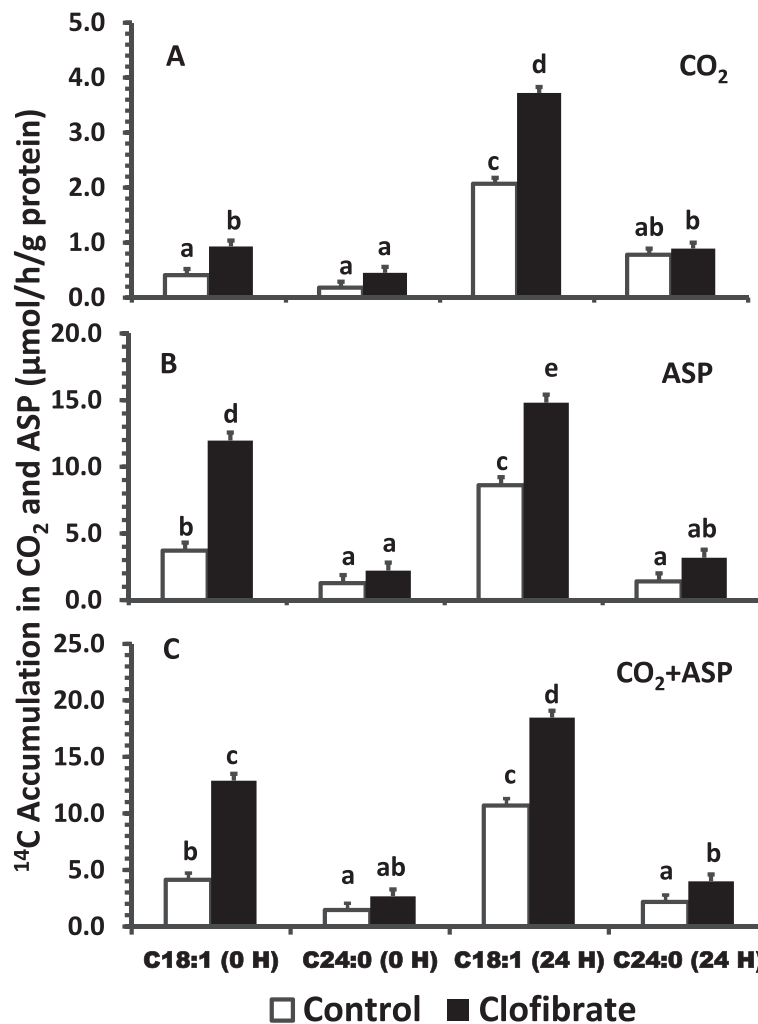 ¹⁴C Accumulation in CO₂ and ASP (µmol/h/g protein)
5.0
4.0
3.0
2.0
1.0
0.0
A
CO₂
a
b
a
a
c
d
ab
b
20.0
15.0
10.0
5.0
0.0
B
ASP
b
d
a
a
c
e
a
ab
25.0
20.0
15.0
10.0
5.0
0.0
C
CO₂+ASP
b
c
a
ab
c
d
a
b
C18:1 (0 H) C24:0 (0 H) C18:1 (24 H) C24:0 (24 H)
Control Clofibrate